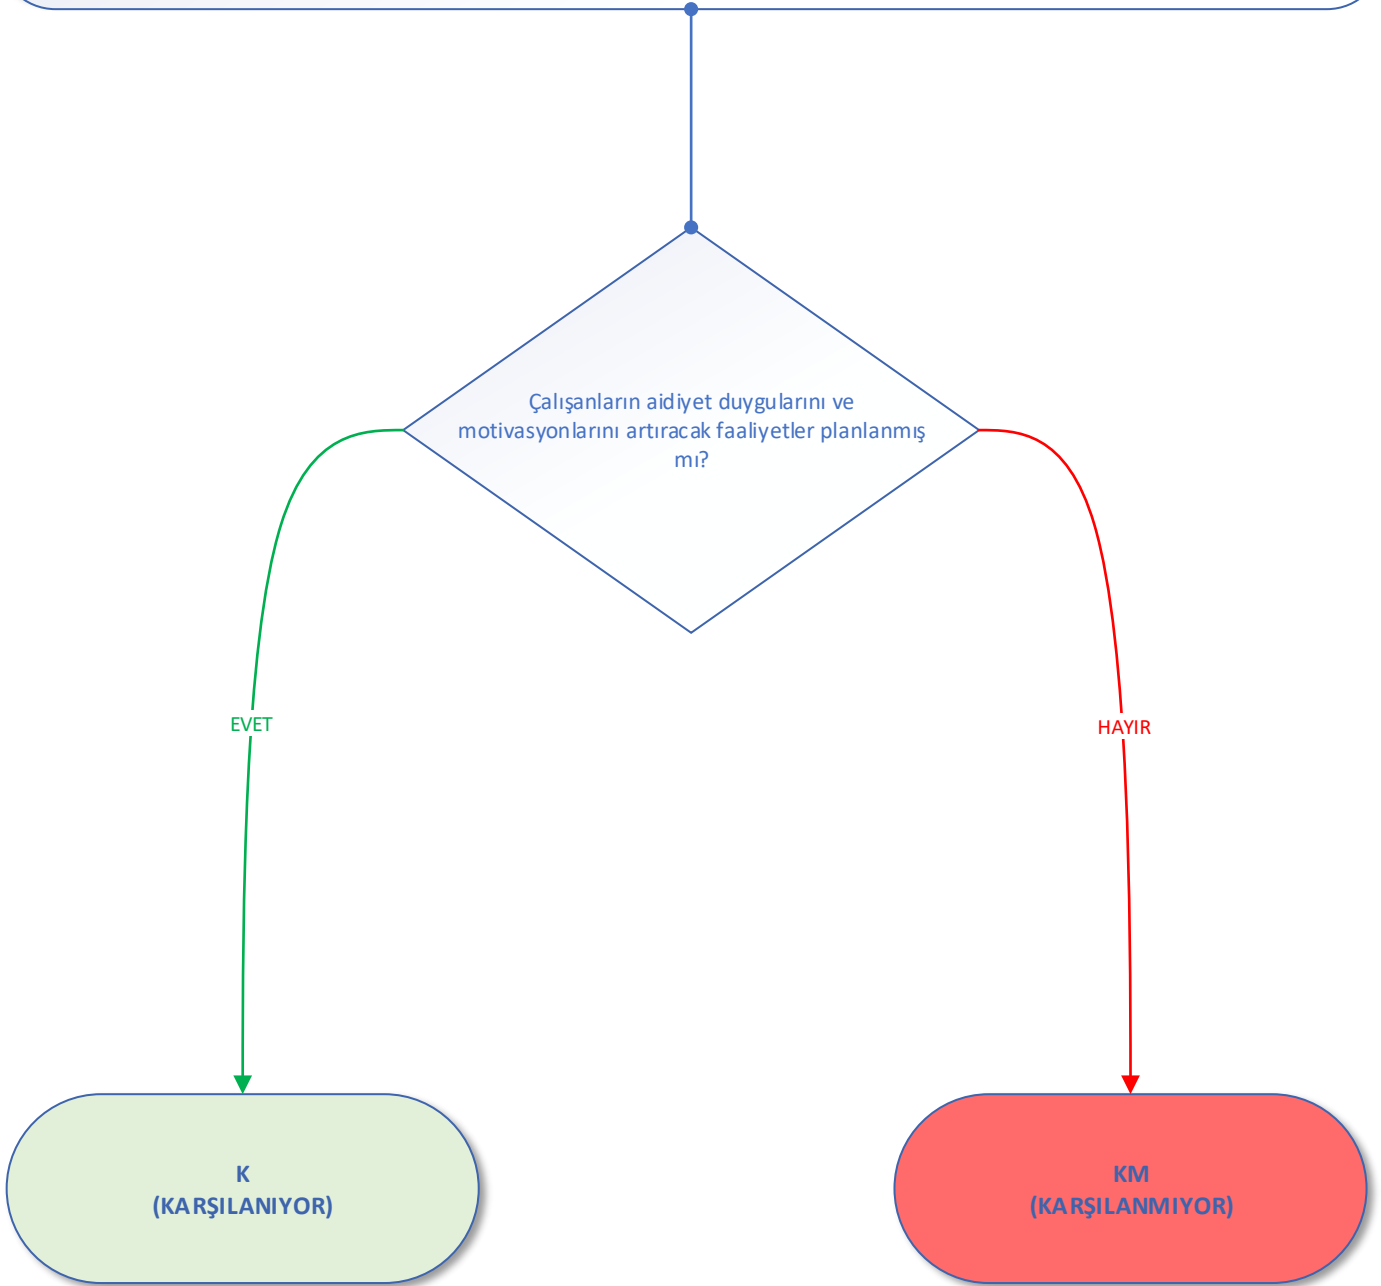 Çalışanların aidiyet duygularını ve
motivasyonlarını artıracak faaliyetler planlanmış
mı?
EVET
HAYIR
K
(KARŞILANIYOR)
KM
(KARŞILANMIYOR)